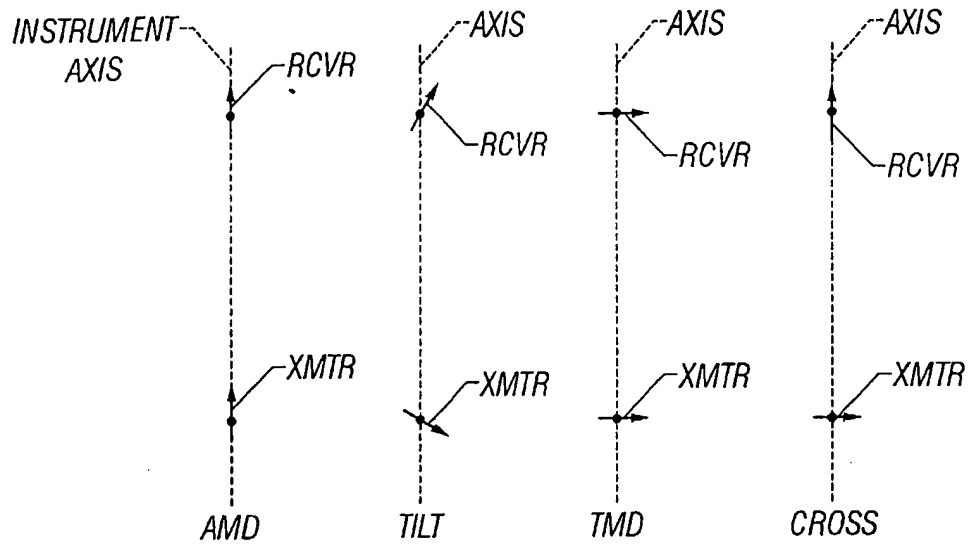 INSTRUMENT
AXIS
RCVR
XMTR
AMD
AXIS
RCVR
XMTR
TILT
AXIS
RCVR
XMTR
TMD
AXIS
RCVR
XMTR
CROSS